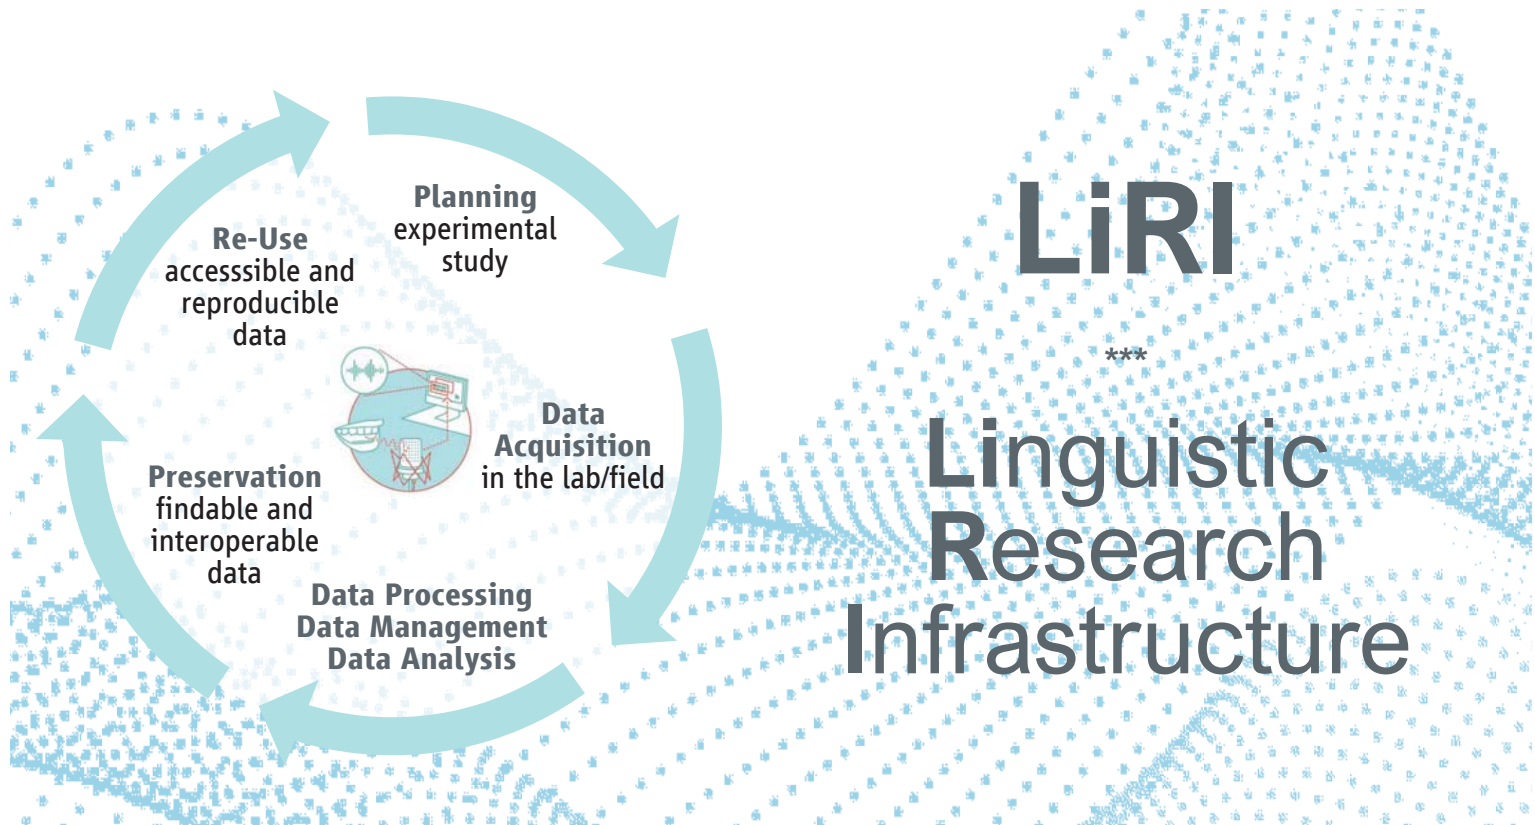 Planning
experimental
study
Data
Acquisition
in the lab/field
Data Processing
Data Management
Data Analysis
Preservation
findable and
interoperable
data
Re-Use
accesssible and
reproducible
data
LiRI
***
Linguistic
Research
Infrastructure